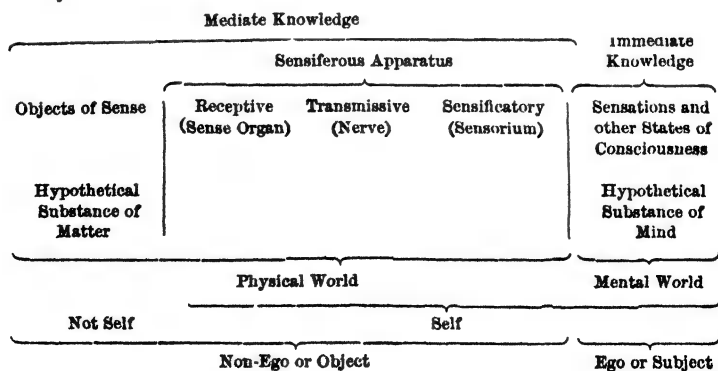 Mediate Knowledge
Immediate
Sensiferous Apparatus Knowledge
Objects of Sense Receptive Transmissive Sensificatory Sensations and
(Sense Organ) (Nerve) (Sensorium) other States of
Consciousness
Hypothetical Hypothetical
Substance of Substance of
Matter Mind
Physical World Mental World
Not Self Self
Non-Ego or Object Ego or Subject